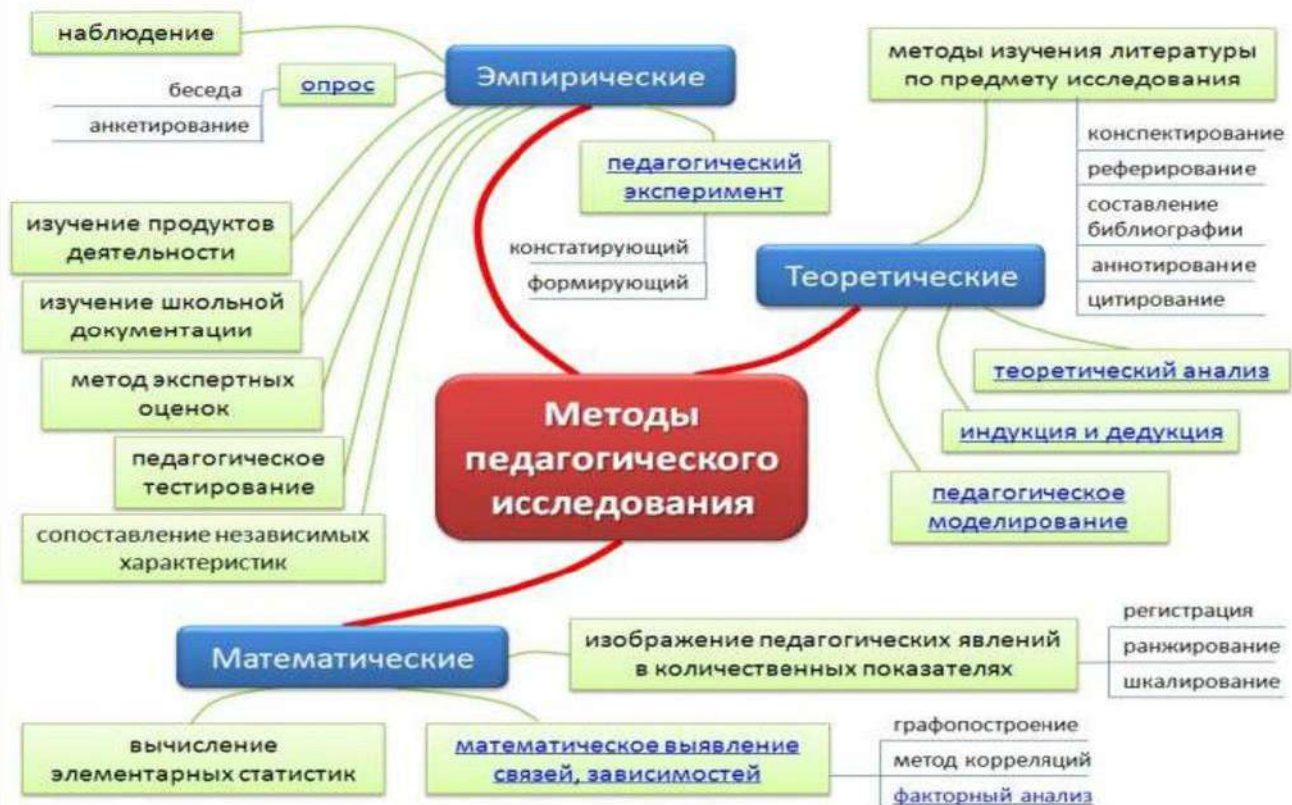 наблюдение
Эмпирические
опрос
беседа
анкетирование
педагогический
эксперимент
констатирующий
формирующий
изучение продуктов
деятельности
изучение школьной
документации
метод экспертных
оценок
педагогическое
тестирование
сопоставление независимых
характеристик
методы изучения литературы
по предмету исследования
конспектирование
реферирование
составление
библиографии
аннотирование
цитирование
Теоретические
теоретический анализ
индукция и дедукция
педагогическое
моделирование
Методы
педагогического
исследования
Математические
изображение педагогических явлений
в количественных показателях
регистрация
ранжирование
шкалирование
вычисление
элементарных статистик
математическое выявление
связей, зависимостей
графопостроение
метод корреляций
факторный анализ